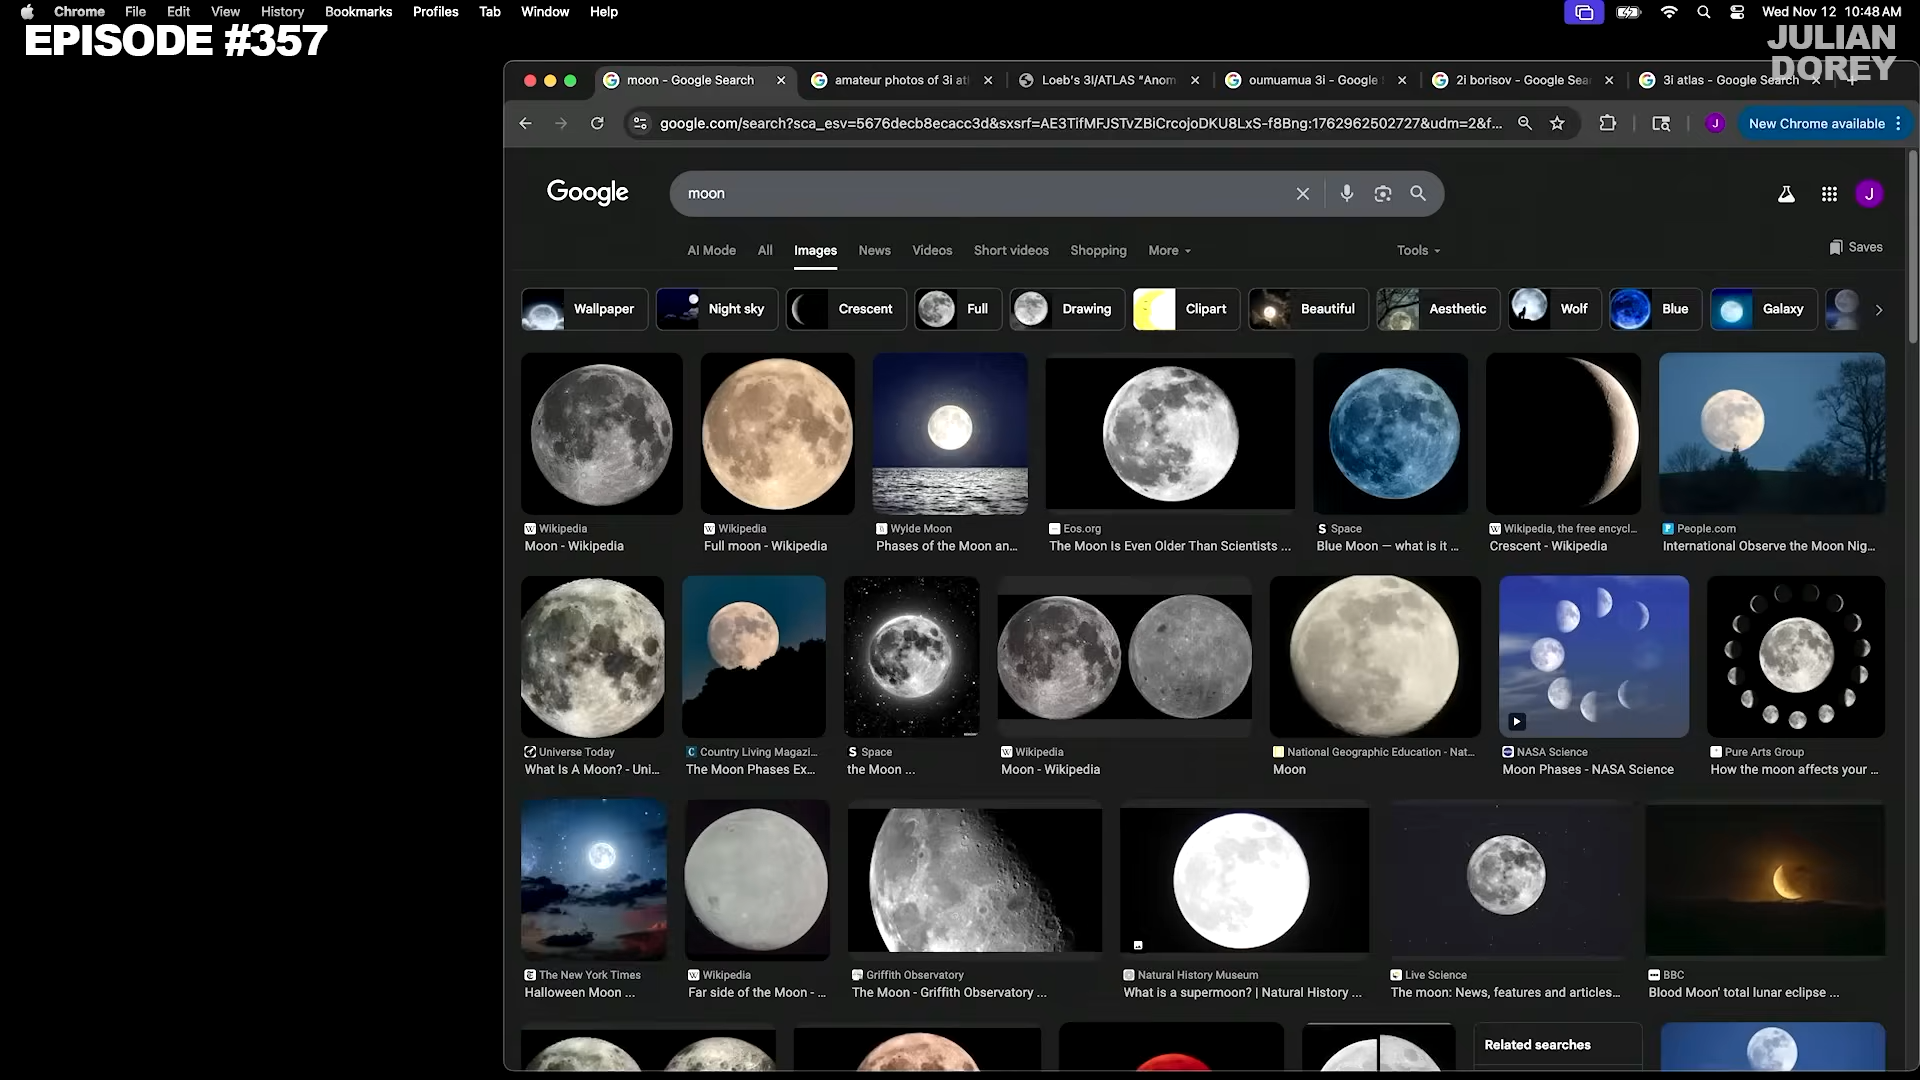 Chrome File Edit View History Bookmarks Profiles Tab Window Help
Wed Nov 12 10:48 AM
EPISODE #357
JULIAN
DOREY
moon - Google Search
amateur photos of 3i atl
Loeb's 3I/ATLAS "Anom
oumuamua 3i - Google
2i borisov - Google Sea
3i atlas - Google Search
google.com/search?sca_esv=5676decb8ecacc3d&sxsrf=AE3TifMFJSTvZBiCrcojoDKU8LxS-f8Bng:1762962502727&udm=2&f...
J
New Chrome available
Google
moon
J
AI Mode All Images News Videos Short videos Shopping More
Tools
Saves
Wallpaper
Night sky
Crescent
Full
Drawing
Clipart
Beautiful
Aesthetic
Wolf
Blue
Galaxy
Wikipedia
Moon - Wikipedia
Wikipedia
Full moon - Wikipedia
Wylde Moon
Phases of the Moon an...
Eos.org
The Moon Is Even Older Than Scientists ...
Space
Blue Moon — what is it ...
Wikipedia, the free encycl...
Crescent - Wikipedia
People.com
International Observe the Moon Nig...
Universe Today
What Is A Moon? - Uni...
Country Living Magazi...
The Moon Phases Ex...
Space
the Moon ...
Wikipedia
Moon - Wikipedia
National Geographic Education - Nat...
Moon
NASA Science
Moon Phases - NASA Science
Pure Arts Group
How the moon affects your ...
The New York Times
Halloween Moon ...
Wikipedia
Far side of the Moon - ...
Griffith Observatory
The Moon - Griffith Observatory ...
Natural History Museum
What is a supermoon? | Natural History ...
Live Science
The moon: News, features and articles...
BBC
Blood Moon' total lunar eclipse ...
Related searches